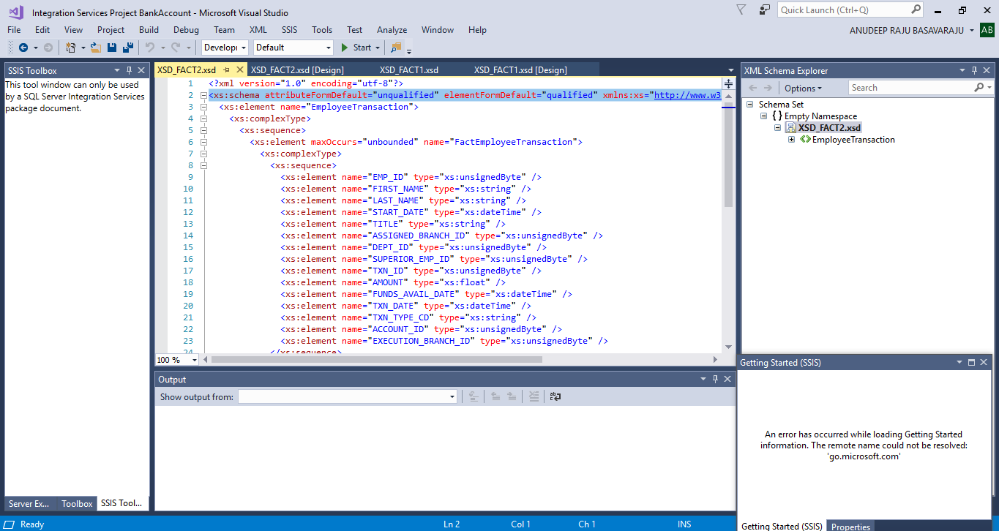 Integration Services Project BankAccount - Microsoft Visual Studio
Quick Launch (Ctrl+Q)
File Edit View Project Build Debug Team XML SSIS Tools Test Analyze Window Help
ANUDEEP RAJU BASAVARAJU AB
Developi Default Start
SSIS Toolbox
This tool window can only be used
by a SQL Server Integration Services
package document.
XSD_FACT2.xsd XSD_FACT2.xsd [Design] XSD_FACT1.xsd XSD_FACT1.xsd [Design]
1 <?xml version="1.0" encoding="utf-8"?>
2 <xs:schema attributeFormDefault="unqualified" elementFormDefault="qualified" xmlns:xs="http://www.w3
3 <xs:element name="EmployeeTransaction">
4 <xs:complexType>
5 <xs:sequence>
6 <xs:element maxOccurs="unbounded" name="FactEmployeeTransaction">
7 <xs:complexType>
8 <xs:sequence>
9 <xs:element name="EMP_ID" type="xs:unsignedByte" />
10 <xs:element name="FIRST_NAME" type="xs:string" />
11 <xs:element name="LAST_NAME" type="xs:string" />
12 <xs:element name="START_DATE" type="xs:dateTime" />
13 <xs:element name="TITLE" type="xs:string" />
14 <xs:element name="ASSIGNED_BRANCH_ID" type="xs:unsignedByte" />
15 <xs:element name="DEPT_ID" type="xs:unsignedByte" />
16 <xs:element name="SUPERIOR_EMP_ID" type="xs:unsignedByte" />
17 <xs:element name="TXN_ID" type="xs:unsignedByte" />
18 <xs:element name="AMOUNT" type="xs:float" />
19 <xs:element name="FUNDS_AVAIL_DATE" type="xs:dateTime" />
20 <xs:element name="TXN_DATE" type="xs:dateTime" />
21 <xs:element name="TXN_TYPE_CD" type="xs:string" />
22 <xs:element name="ACCOUNT_ID" type="xs:unsignedByte" />
23 <xs:element name="EXECUTION_BRANCH_ID" type="xs:unsignedByte" />
24 </xs:sequence>
100 %
XML Schema Explorer
Options Search
Schema Set
{ } Empty Namespace
XSD_FACT2.xsd
EmployeeTransaction
Output
Show output from:
Getting Started (SSIS)
An error has occurred while loading Getting Started
information. The remote name could not be resolved:
'go.microsoft.com'
Server Ex... Toolbox SSIS Tool...
Getting Started (SSIS) Properties
Ready Ln 2 Col 1 Ch 1 INS